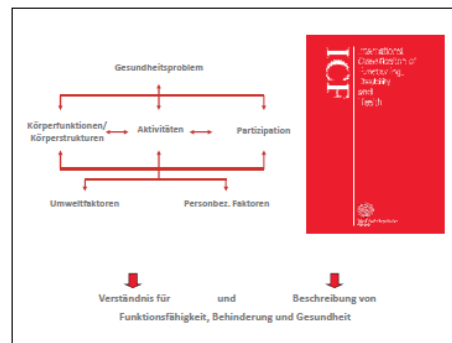 Gesundheitsproblem
Körperfunktionen/
Körperstrukturen
Aktivitäten
Partizipation
Umweltfaktoren
Personbez. Faktoren
ICF
International
Classification of
Functioning,
Disability
and
Health
Verständnis für und Beschreibung von
Funktionsfähigkeit, Behinderung und Gesundheit